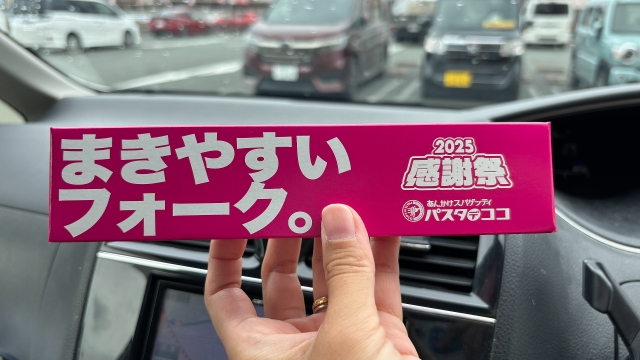 まきやすい
フォーク。
2025
感謝祭
あんかけスパゲッティ
パスタデココ